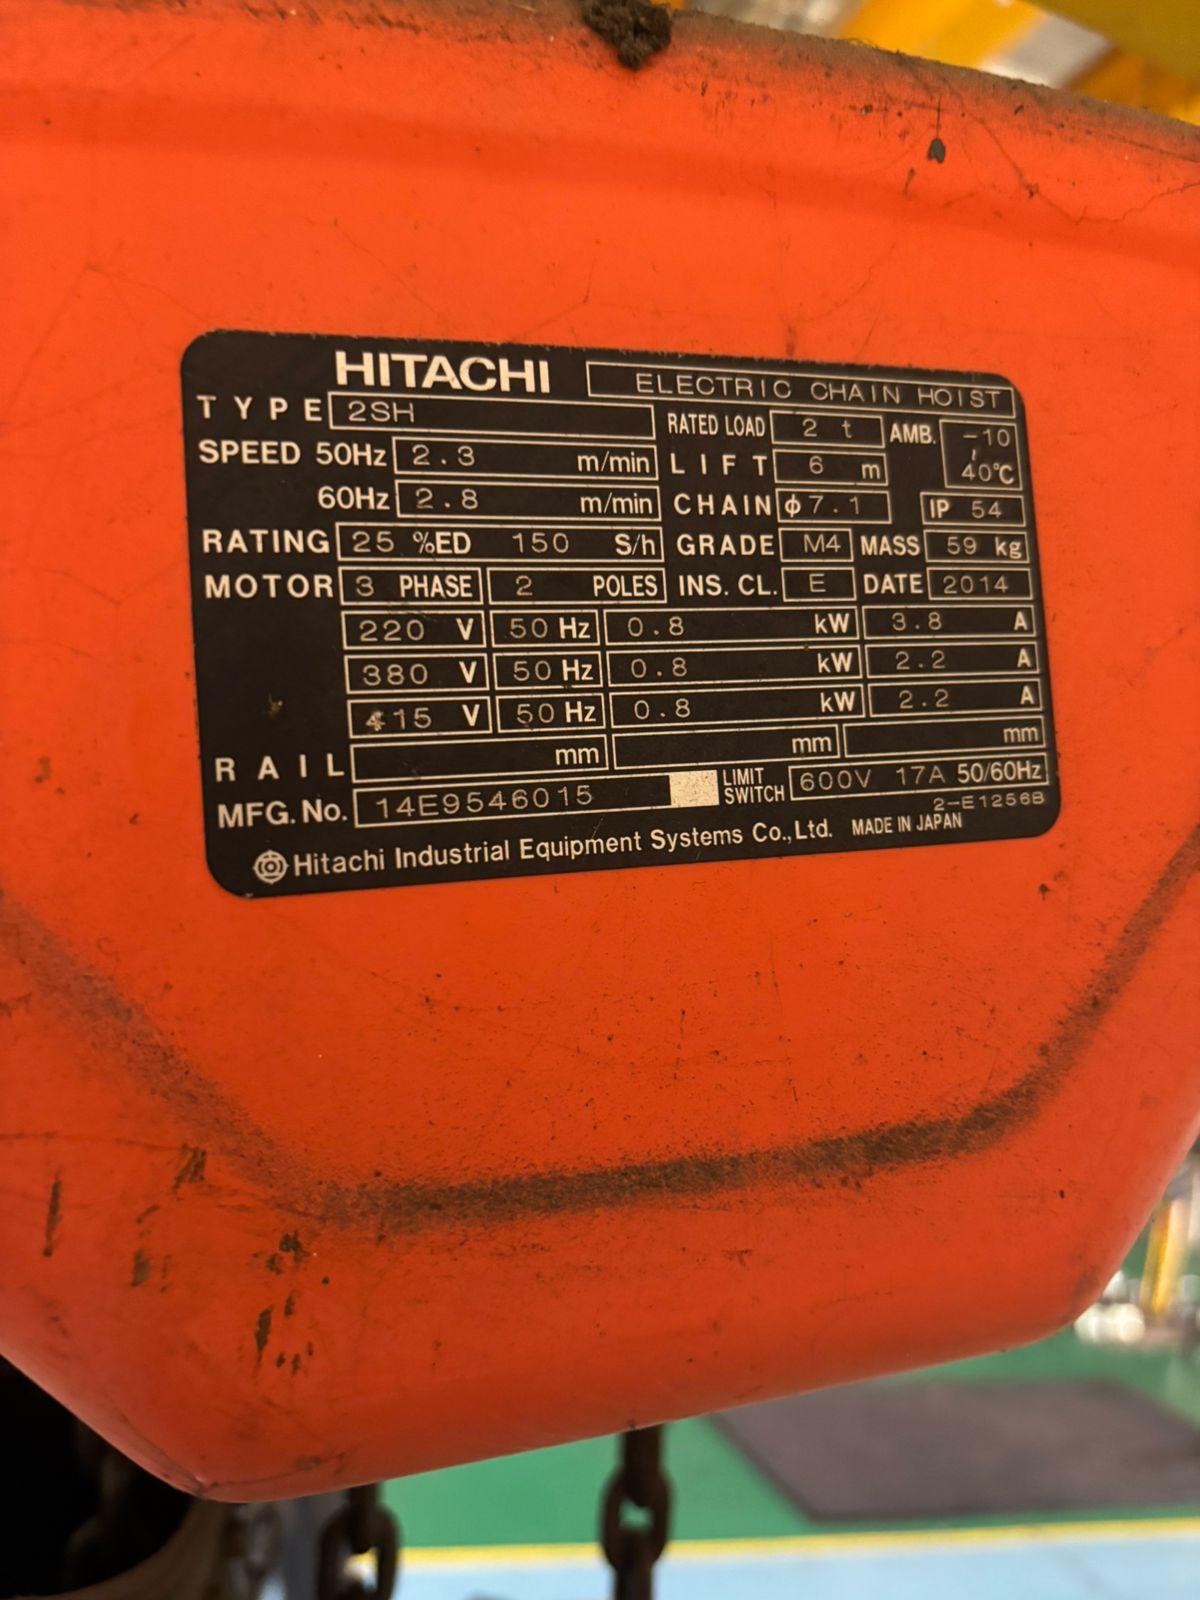 HITACHI ELECTRIC CHAIN HOIST
TYPE 2SH RATED LOAD 2 t AMB. -10 ~ 40°C
SPEED 50Hz 2.3 m/min LIFT 6 m
60Hz 2.8 m/min CHAIN φ7.1 IP 54
RATING 25 %ED 150 S/h GRADE M4 MASS 59 kg
MOTOR 3 PHASE 2 POLES INS. CL. E DATE 2014
220 V 50 Hz 0.8 kW 3.8 A
380 V 50 Hz 0.8 kW 2.2 A
415 V 50 Hz 0.8 kW 2.2 A
RAIL mm mm mm
MFG. No. 14E9546015 LIMIT SWITCH 600V 17A 50/60Hz
2-E1256B
Hitachi Industrial Equipment Systems Co., Ltd. MADE IN JAPAN